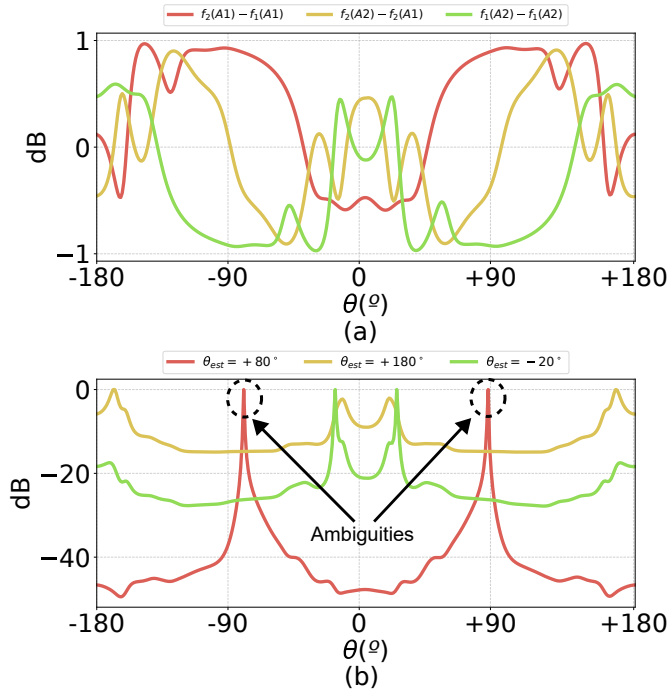 f₂(A1) − f₁(A1) f₂(A2) − f₂(A1) f₁(A2) − f₁(A2)
1
0
−1
dB
-180 -90 0 +90 +180
θ(º)
(a)
θest = +80° θest = +180° θest = −20°
0
−20
−40
dB
Ambiguities
-180 -90 0 +90 +180
θ(º)
(b)